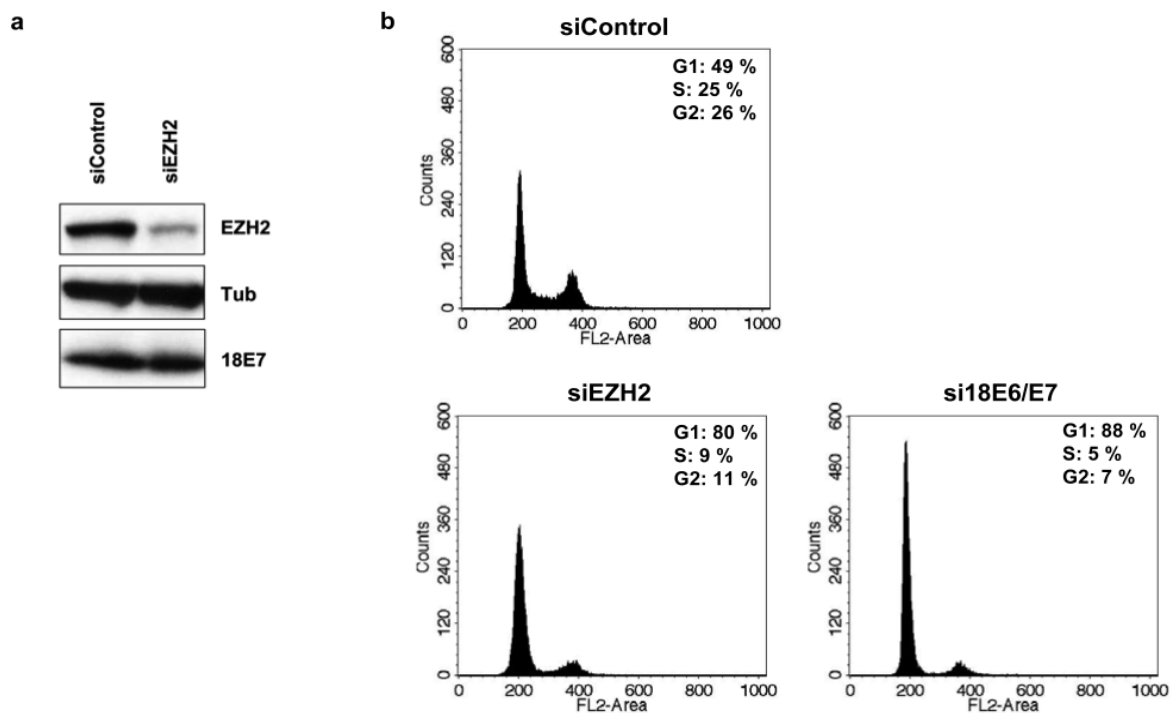 a
siControl
siEZH2
EZH2
Tub
18E7
b
siControl
G1: 49 %
S: 25 %
G2: 26 %
600
480
360
240
120
0
Counts
0 200 400 600 800 1000
FL2-Area
siEZH2
G1: 80 %
S: 9 %
G2: 11 %
600
480
360
240
120
0
Counts
0 200 400 600 800 1000
FL2-Area
si18E6/E7
G1: 88 %
S: 5 %
G2: 7 %
600
480
360
240
120
0
Counts
0 200 400 600 800 1000
FL2-Area